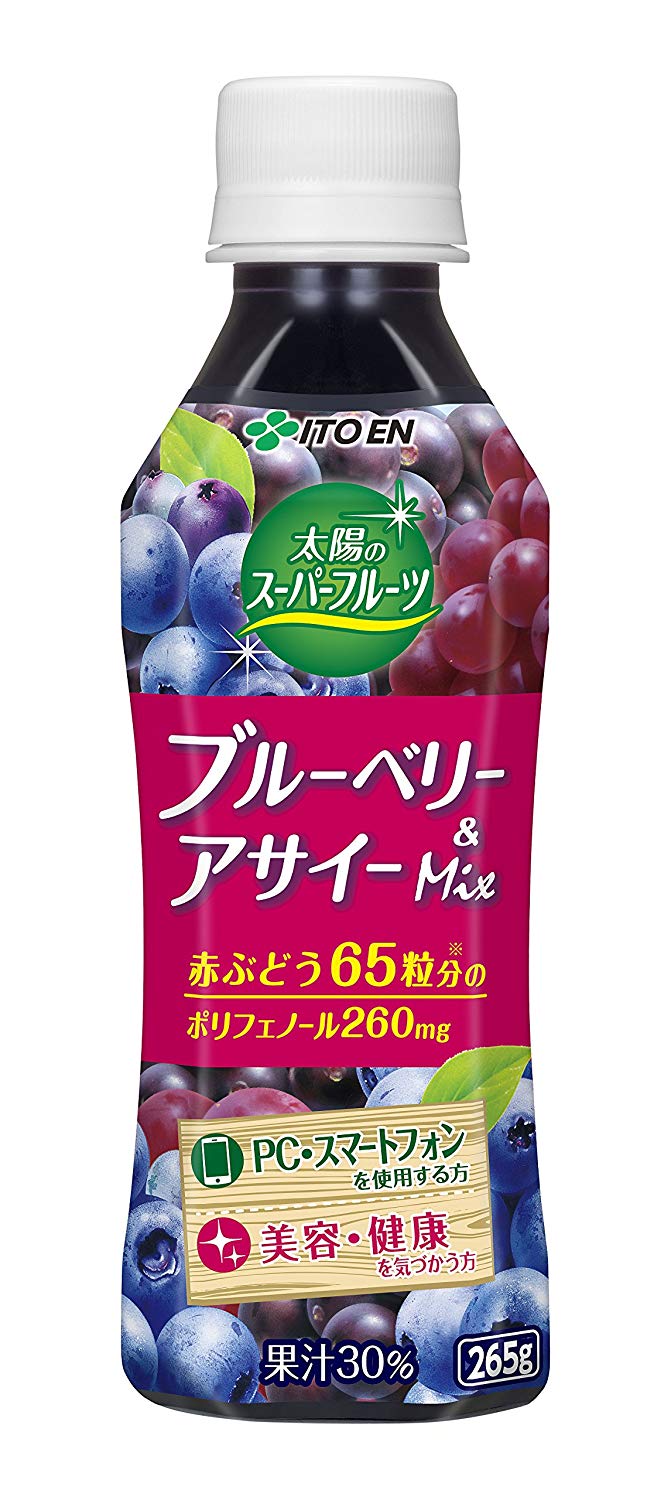 ITO EN
太陽の
スーパーフルーツ
ブルーベリー
&
アサイーMix
赤ぶどう65粒分の※
ポリフェノール260mg
PC・スマートフォン
を使用する方
美容・健康
を気づかう方
果汁30%
265g